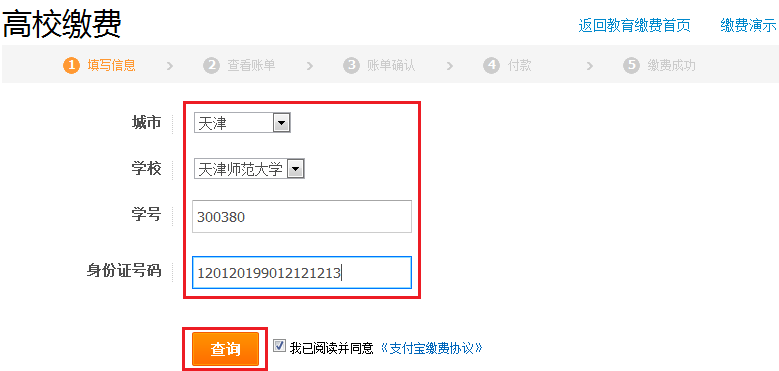 高校缴费
返回教育缴费首页 缴费演示
1 填写信息 > 2 查看账单 > 3 账单确认 > 4 付款 > 5 缴费成功
城市 天津
学校 天津师范大学
学号 300380
身份证号码 120120199012121213
查询 我已阅读并同意 《支付宝缴费协议》